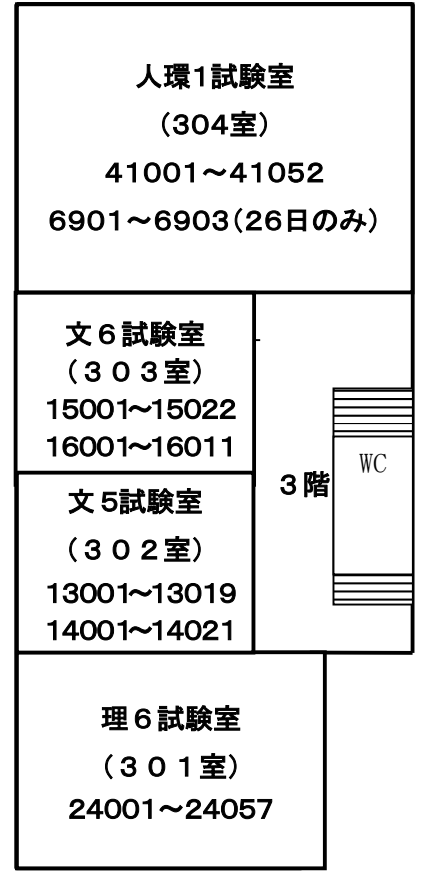 人環１試験室
（３０４室）
４１００１～４１０５２
６９０１～６９０３（２６日のみ）
文６試験室
（３０３室）
15001～15022
16001～16011
３階
WC
文５試験室
（３０２室）
13001～13019
14001～14021
理６試験室
（３０１室）
24001～24057